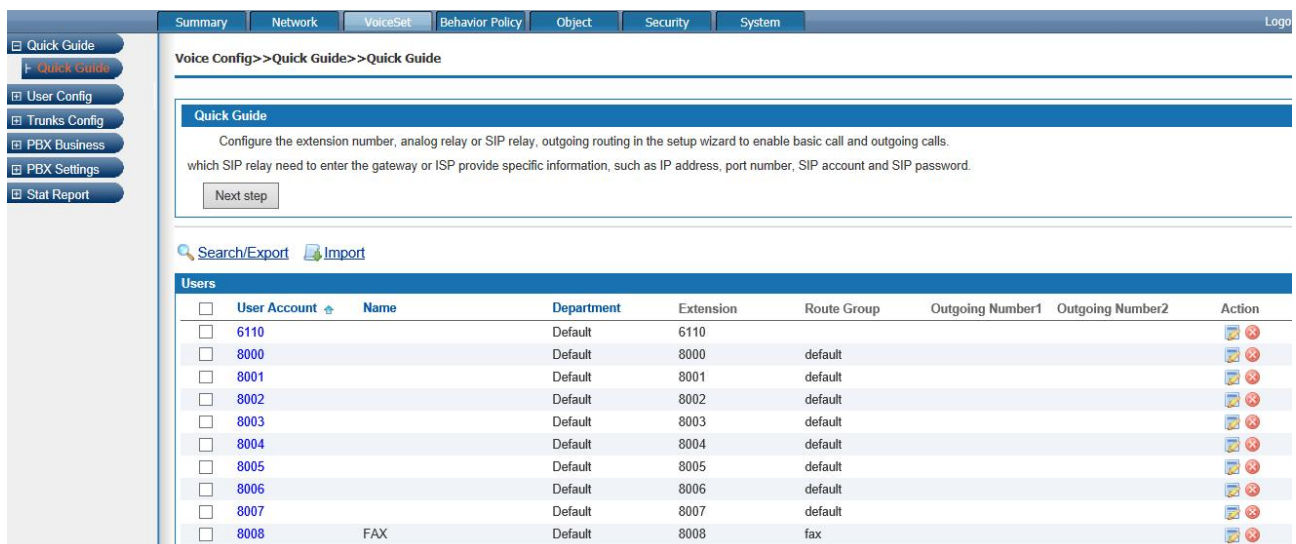 Summary Network VoiceSet Behavior Policy Object Security System Logo
Quick Guide
Quick Guide
User Config
Trunks Config
PBX Business
PBX Settings
Stat Report
Voice Config>>Quick Guide>>Quick Guide
Quick Guide
Configure the extension number, analog relay or SIP relay, outgoing routing in the setup wizard to enable basic call and outgoing calls.
which SIP relay need to enter the gateway or ISP provide specific information, such as IP address, port number, SIP account and SIP password.
Next step
Search/Export Import
Users
User Account Name Department Extension Route Group Outgoing Number1 Outgoing Number2 Action
6110 Default 6110
8000 Default 8000 default
8001 Default 8001 default
8002 Default 8002 default
8003 Default 8003 default
8004 Default 8004 default
8005 Default 8005 default
8006 Default 8006 default
8007 Default 8007 default
8008 FAX Default 8008 fax